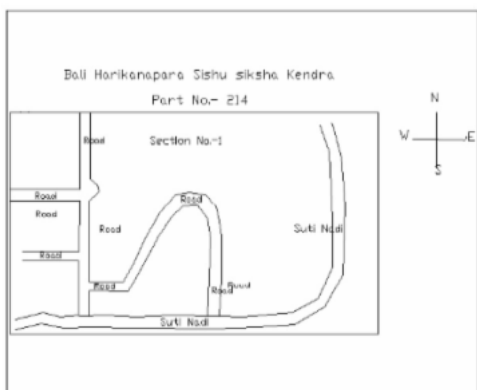 Bali Harikanapara Sishu siksha Kendra
Part No.- 214
N
W
E
S
Road
Section No.-1
Road
Road
Road
Road
Suti Nadi
Road
Road
Road
Road
Suti Nadi